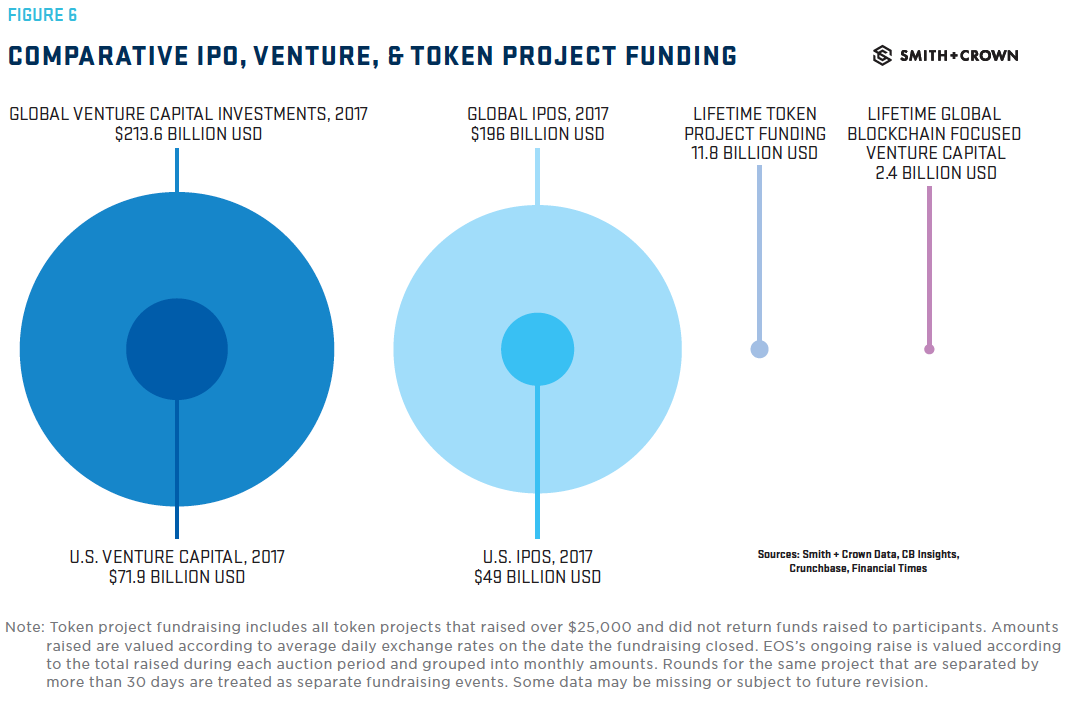 FIGURE 6
COMPARATIVE IPO, VENTURE, & TOKEN PROJECT FUNDING
SMITH+CROWN
GLOBAL VENTURE CAPITAL INVESTMENTS, 2017
$213.6 BILLION USD
GLOBAL IPOS, 2017
$196 BILLION USD
LIFETIME TOKEN
PROJECT FUNDING
11.8 BILLION USD
LIFETIME GLOBAL
BLOCKCHAIN FOCUSED
VENTURE CAPITAL
2.4 BILLION USD
U.S. VENTURE CAPITAL, 2017
$71.9 BILLION USD
U.S. IPOS, 2017
$49 BILLION USD
Sources: Smith + Crown Data, CB Insights,
Crunchbase, Financial Times
Note: Token project fundraising includes all token projects that raised over $25,000 and did not return funds raised to participants. Amounts
raised are valued according to average daily exchange rates on the date the fundraising closed. EOS's ongoing raise is valued according
to the total raised during each auction period and grouped into monthly amounts. Rounds for the same project that are separated by
more than 30 days are treated as separate fundraising events. Some data may be missing or subject to future revision.